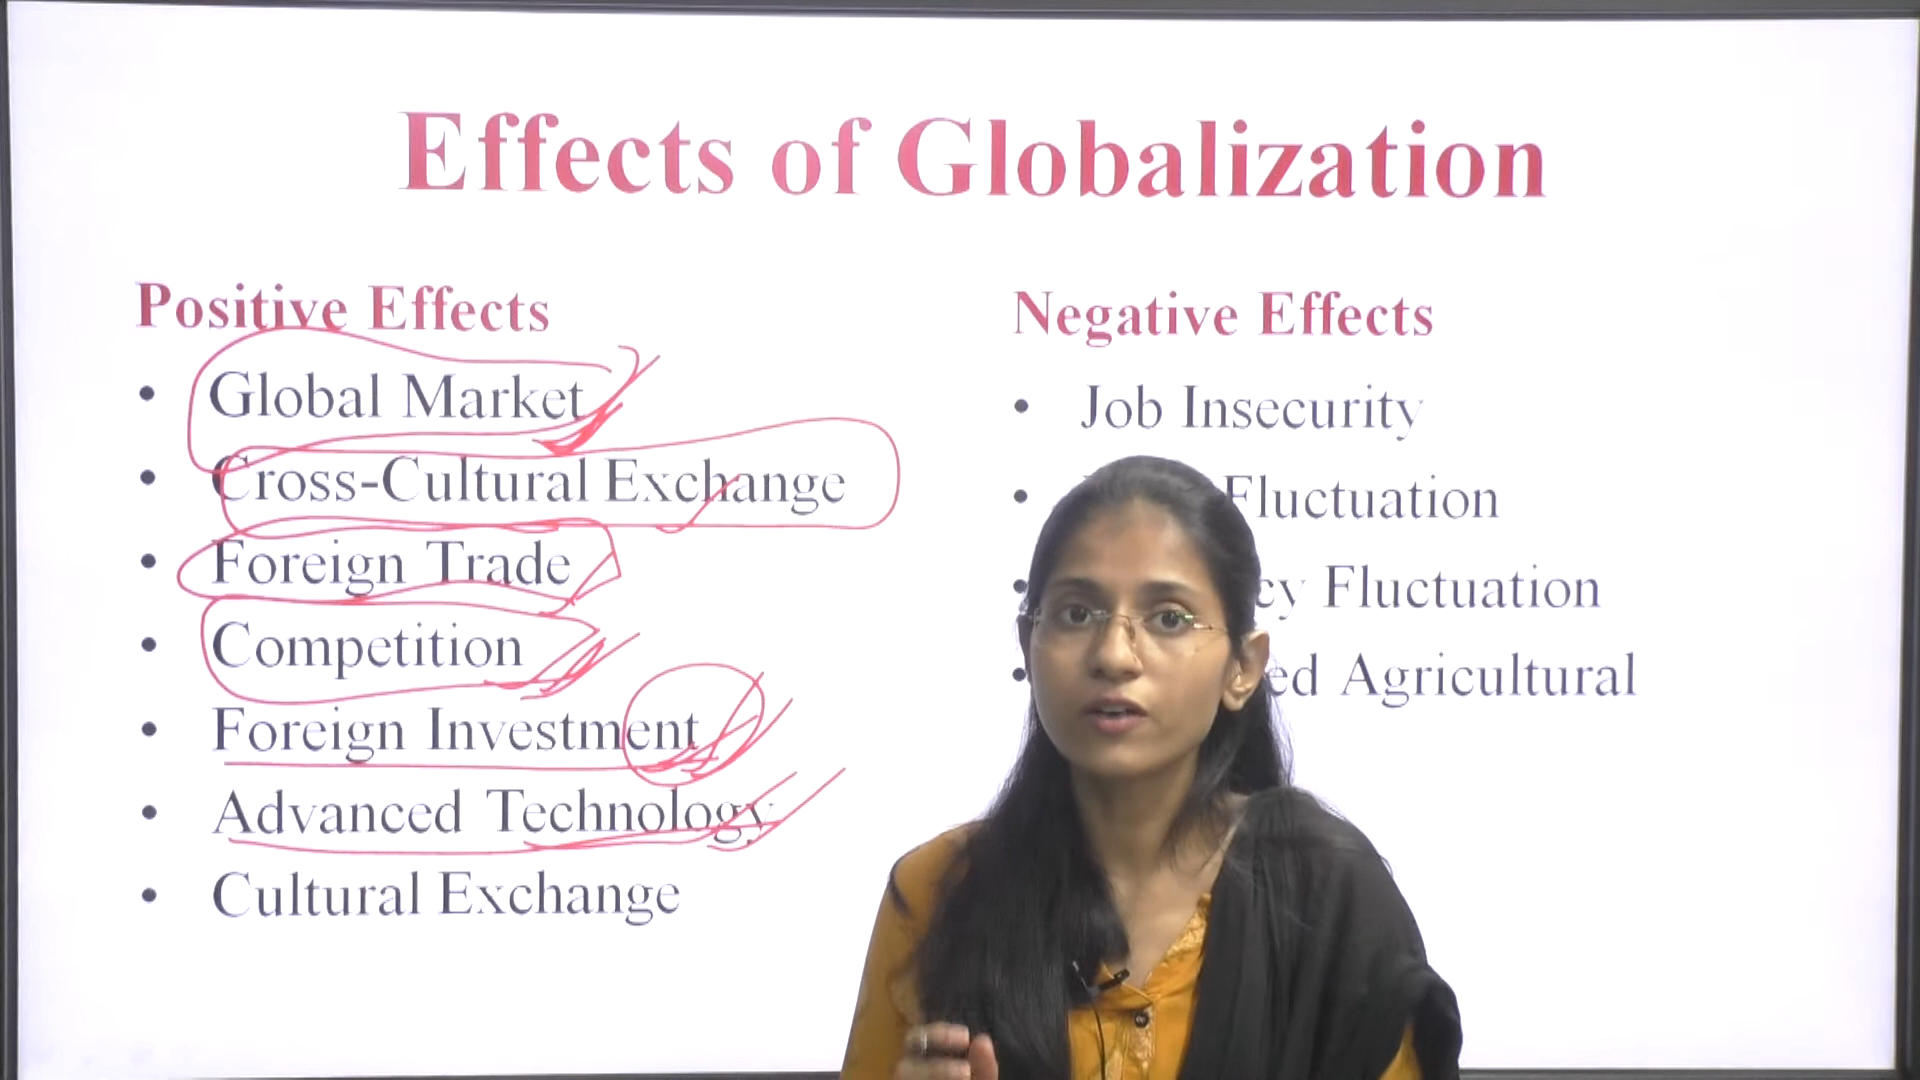 Effects of Globalization
Positive Effects
• Global Market
• Cross-Cultural Exchange
• Foreign Trade
• Competition
• Foreign Investment
• Advanced Technology
• Cultural Exchange
Negative Effects
• Job Insecurity
• Fluctuation
• Fluctuation
• Agricultural